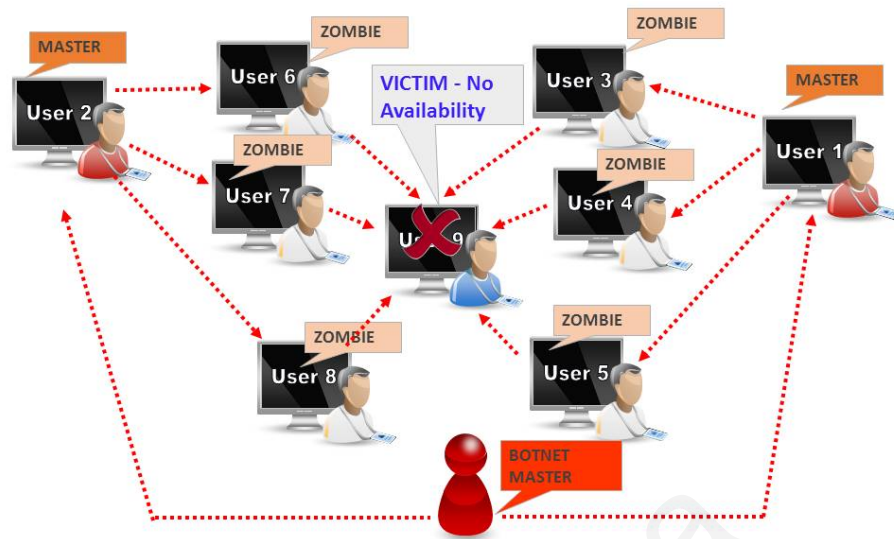 MASTER
User 2
ZOMBIE
User 6
VICTIM - No
Availability
ZOMBIE
User 3
MASTER
User 1
ZOMBIE
User 7
ZOMBIE
User 4
9
ZOMBIE
User 8
ZOMBIE
User 5
BOTNET
MASTER